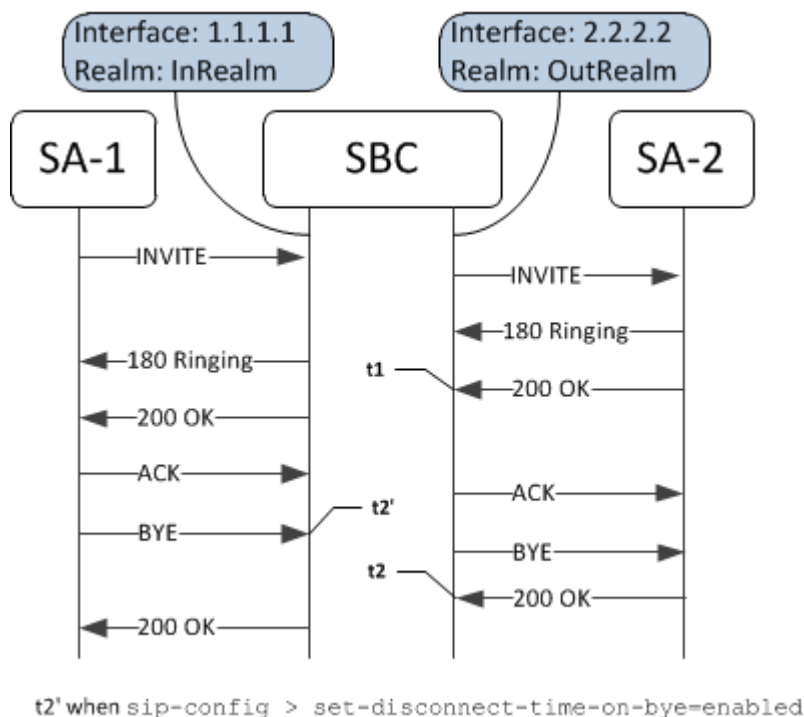 Interface: 1.1.1.1
Realm: InRealm
Interface: 2.2.2.2
Realm: OutRealm
SA-1
SBC
SA-2
INVITE
INVITE
180 Ringing
180 Ringing
t1
200 OK
200 OK
ACK
ACK
t2'
BYE
BYE
t2
200 OK
200 OK
t2' when sip-config > set-disconnect-time-on-bye=enabled